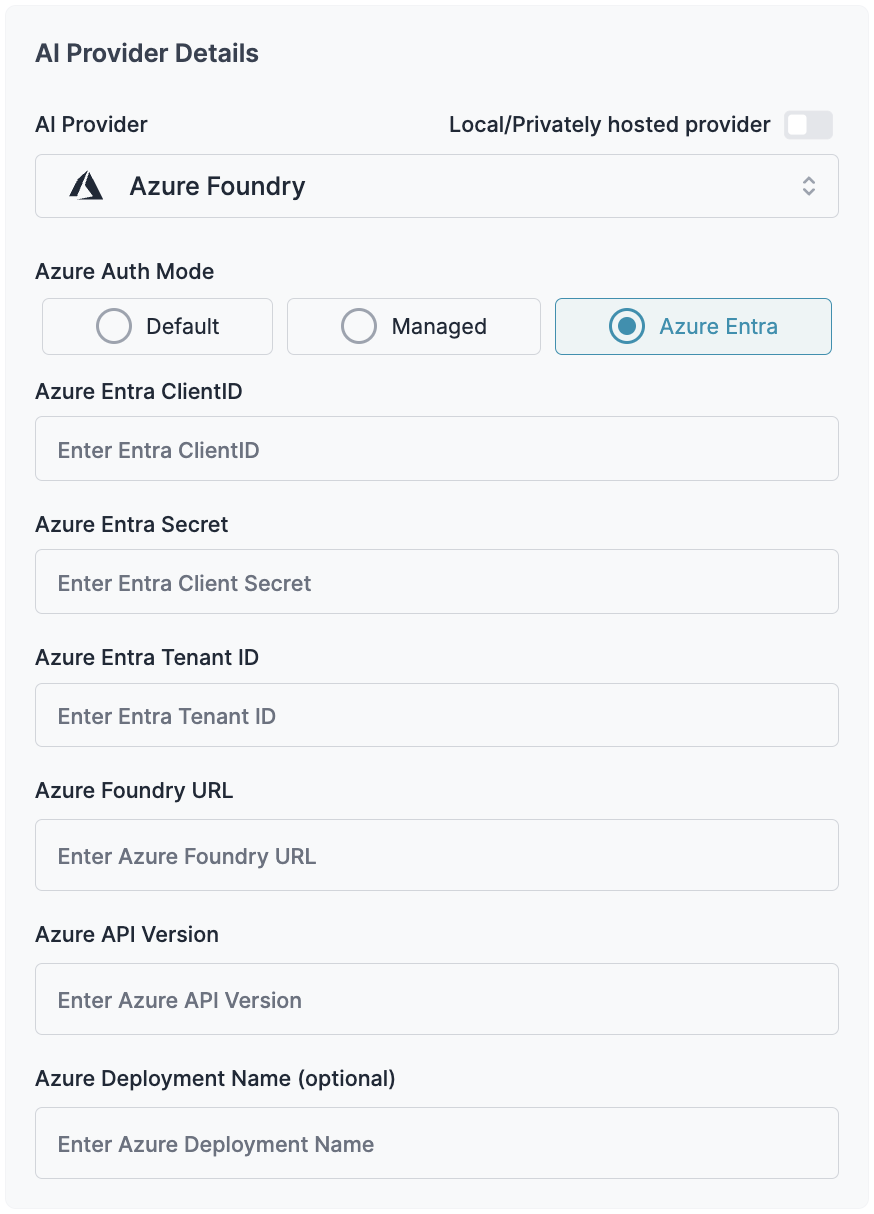 AI Provider Details
AI Provider
Local/Privately hosted provider
Azure Foundry
Azure Auth Mode
Default
Managed
Azure Entra
Azure Entra ClientID
Enter Entra ClientID
Azure Entra Secret
Enter Entra Client Secret
Azure Entra Tenant ID
Enter Entra Tenant ID
Azure Foundry URL
Enter Azure Foundry URL
Azure API Version
Enter Azure API Version
Azure Deployment Name (optional)
Enter Azure Deployment Name